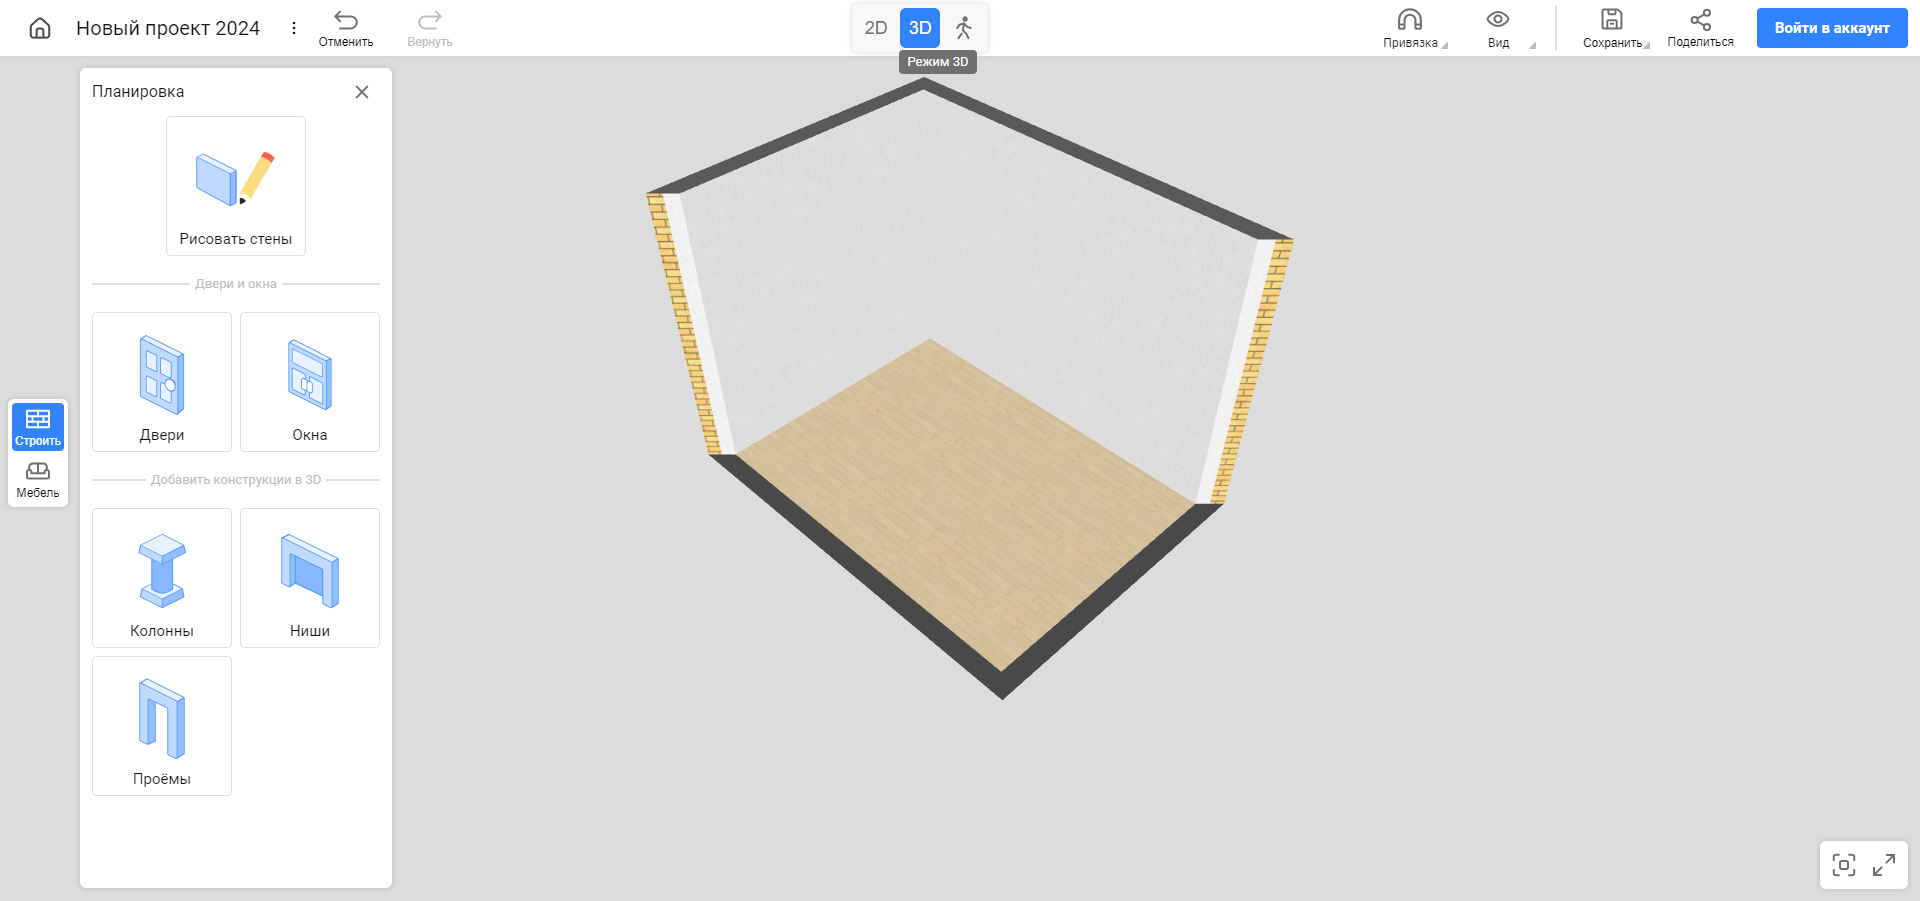 Новый проект 2024
Отменить
Вернуть
2D
3D
Режим 3D
Привязка
Вид
Сохранить
Поделиться
Войти в аккаунт
Планировка
Рисовать стены
Двери и окна
Двери
Окна
Строить
Мебель
Добавить конструкции в 3D
Колонны
Ниши
Проёмы